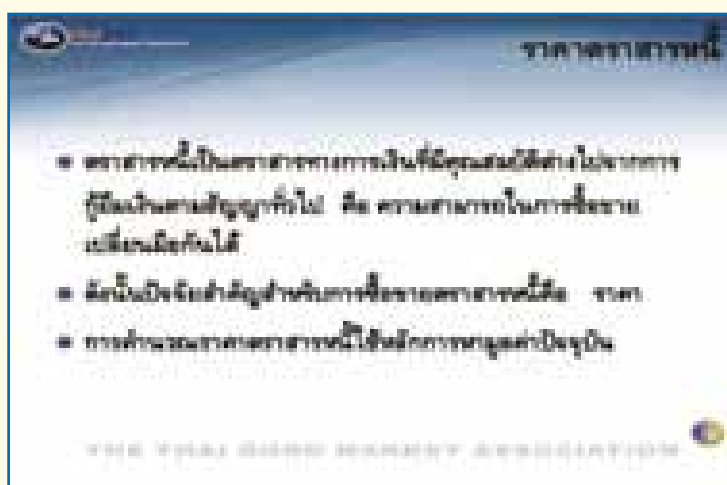 ราคาตราสารหนี้
ตราสารหนี้เป็นตราสารทางการเงินที่มีคุณสมบัติต่างไปจากการ
กู้ยืมเงินตามสัญญาทั่วไป คือ ความสามารถในการซื้อขาย
เปลี่ยนมือกันได้
ดังนั้นปัจจัยสำคัญสำหรับการซื้อขายตราสารหนี้คือ ราคา
การคำนวณราคาตราสารหนี้ใช้หลักการหามูลค่าปัจจุบัน
THE THAI BOND MARKET ASSOCIATION